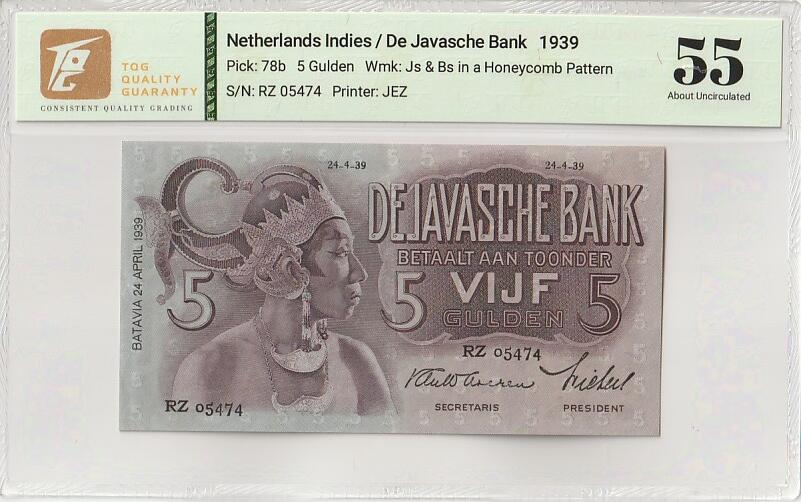 TQG
QUALITY
GUARANTY
CONSISTENT QUALITY GRADING
Netherlands Indies / De Javasche Bank 1939
Pick: 78b 5 Gulden Wmk: Js & Bs in a Honeycomb Pattern
S/N: RZ 05474 Printer: JEZ
55
About Uncirculated
24-4-39 24-4-39
DE JAVASCHE BANK
BETAALT AAN TOONDER
VIJF
GULDEN
5 5 5
BATAVIA 24 APRIL 1939
RZ 05474
RZ 05474
SECRETARIS PRESIDENT